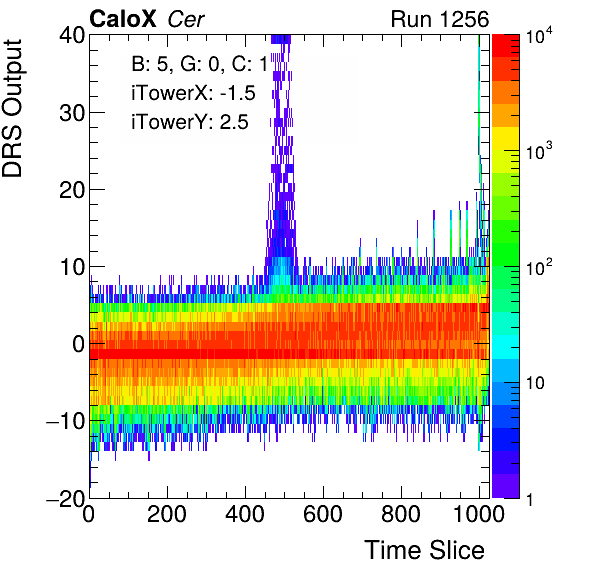 CaloX Cer Run 1256
DRS Output
B: 5, G: 0, C: 1
iTowerX: -1.5
iTowerY: 2.5
40
30
20
10
0
−10
−20
0 200 400 600 800 1000
Time Slice
10^4
10^3
10^2
10
1